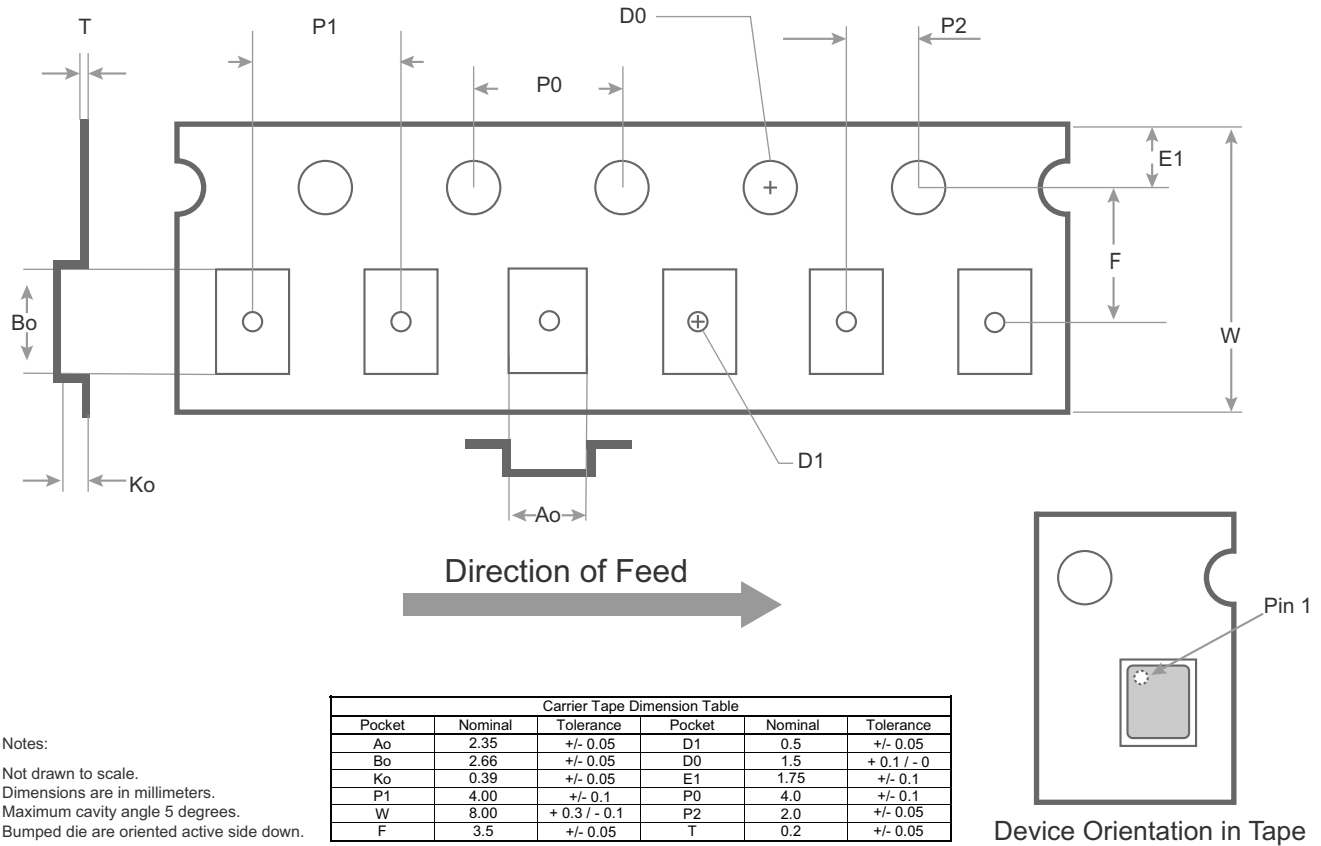 T
P1
D0
P2
P0
E1
F
Bo
W
D1
Ko
Ao
Direction of Feed
Pin 1
Carrier Tape Dimension Table
Pocket Nominal Tolerance Pocket Nominal Tolerance
Ao 2.35 +/- 0.05 D1 0.5 +/- 0.05
Bo 2.66 +/- 0.05 D0 1.5 + 0.1 / - 0
Ko 0.39 +/- 0.05 E1 1.75 +/- 0.1
P1 4.00 +/- 0.1 P0 4.0 +/- 0.1
W 8.00 + 0.3 / - 0.1 P2 2.0 +/- 0.05
F 3.5 +/- 0.05 T 0.2 +/- 0.05
Notes:
Not drawn to scale.
Dimensions are in millimeters.
Maximum cavity angle 5 degrees.
Bumped die are oriented active side down.
Device Orientation in Tape